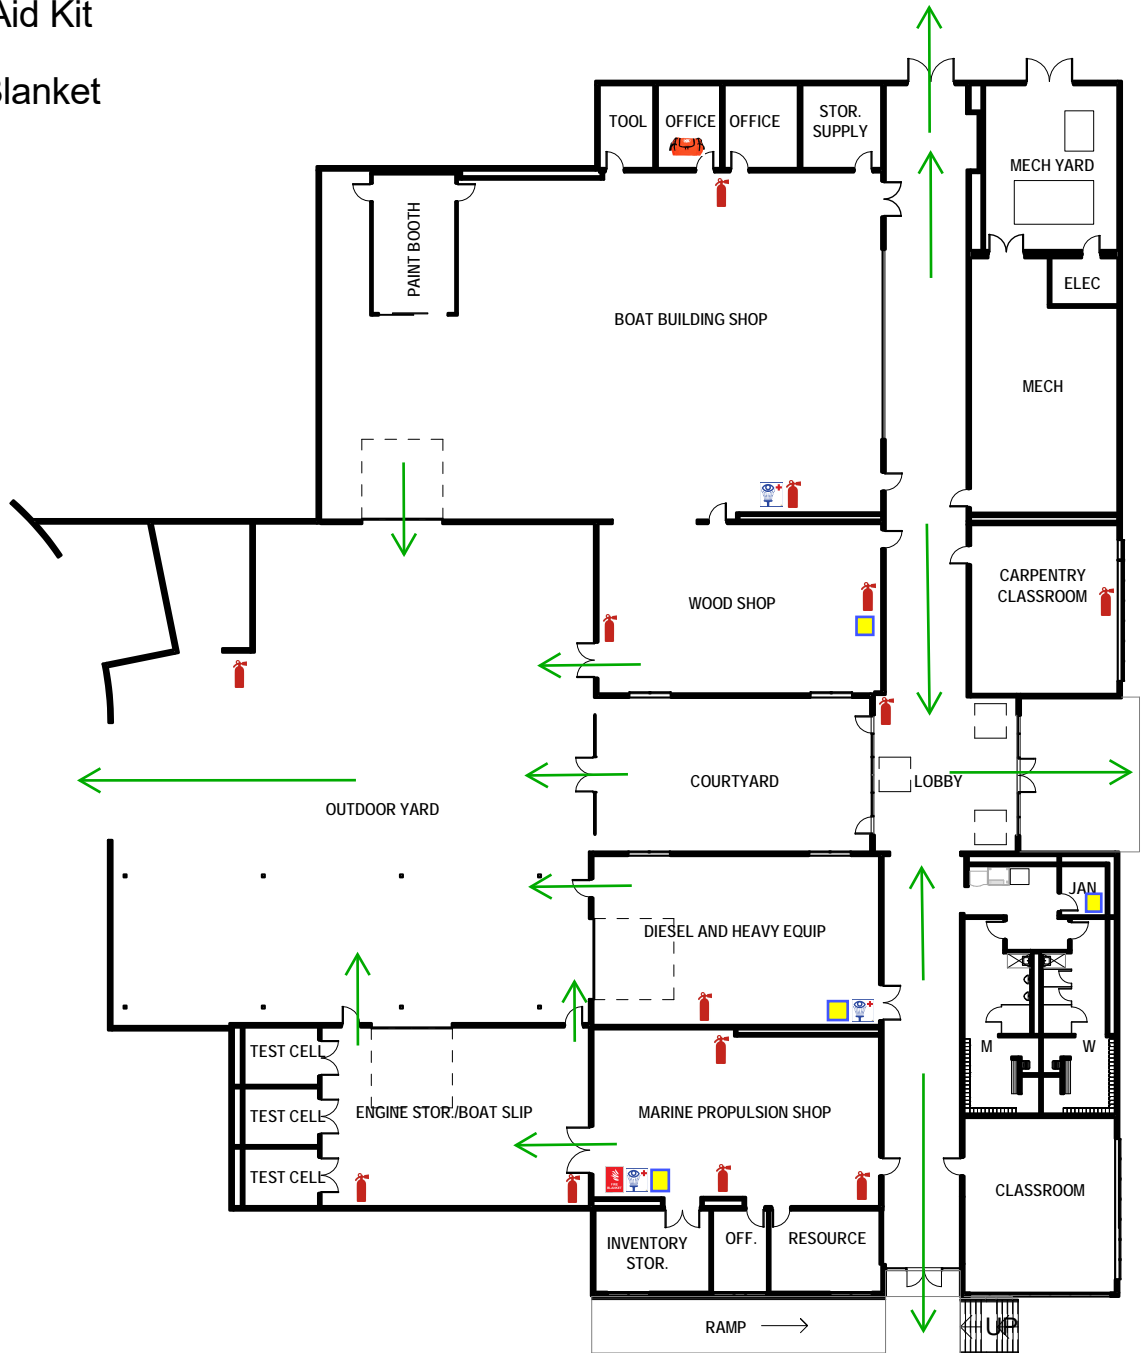 Aid Kit
Blanket
TOOL
OFFICE
OFFICE
STOR.
SUPPLY
MECH YARD
PAINT BOOTH
ELEC
BOAT BUILDING SHOP
MECH
CARPENTRY
CLASSROOM
WOOD SHOP
COURTYARD
LOBBY
OUTDOOR YARD
JAN
DIESEL AND HEAVY EQUIP
M
W
TEST CELL
TEST CELL
ENGINE STOR./BOAT SLIP
MARINE PROPULSION SHOP
TEST CELL
CLASSROOM
INVENTORY
STOR.
OFF.
RESOURCE
RAMP
UP